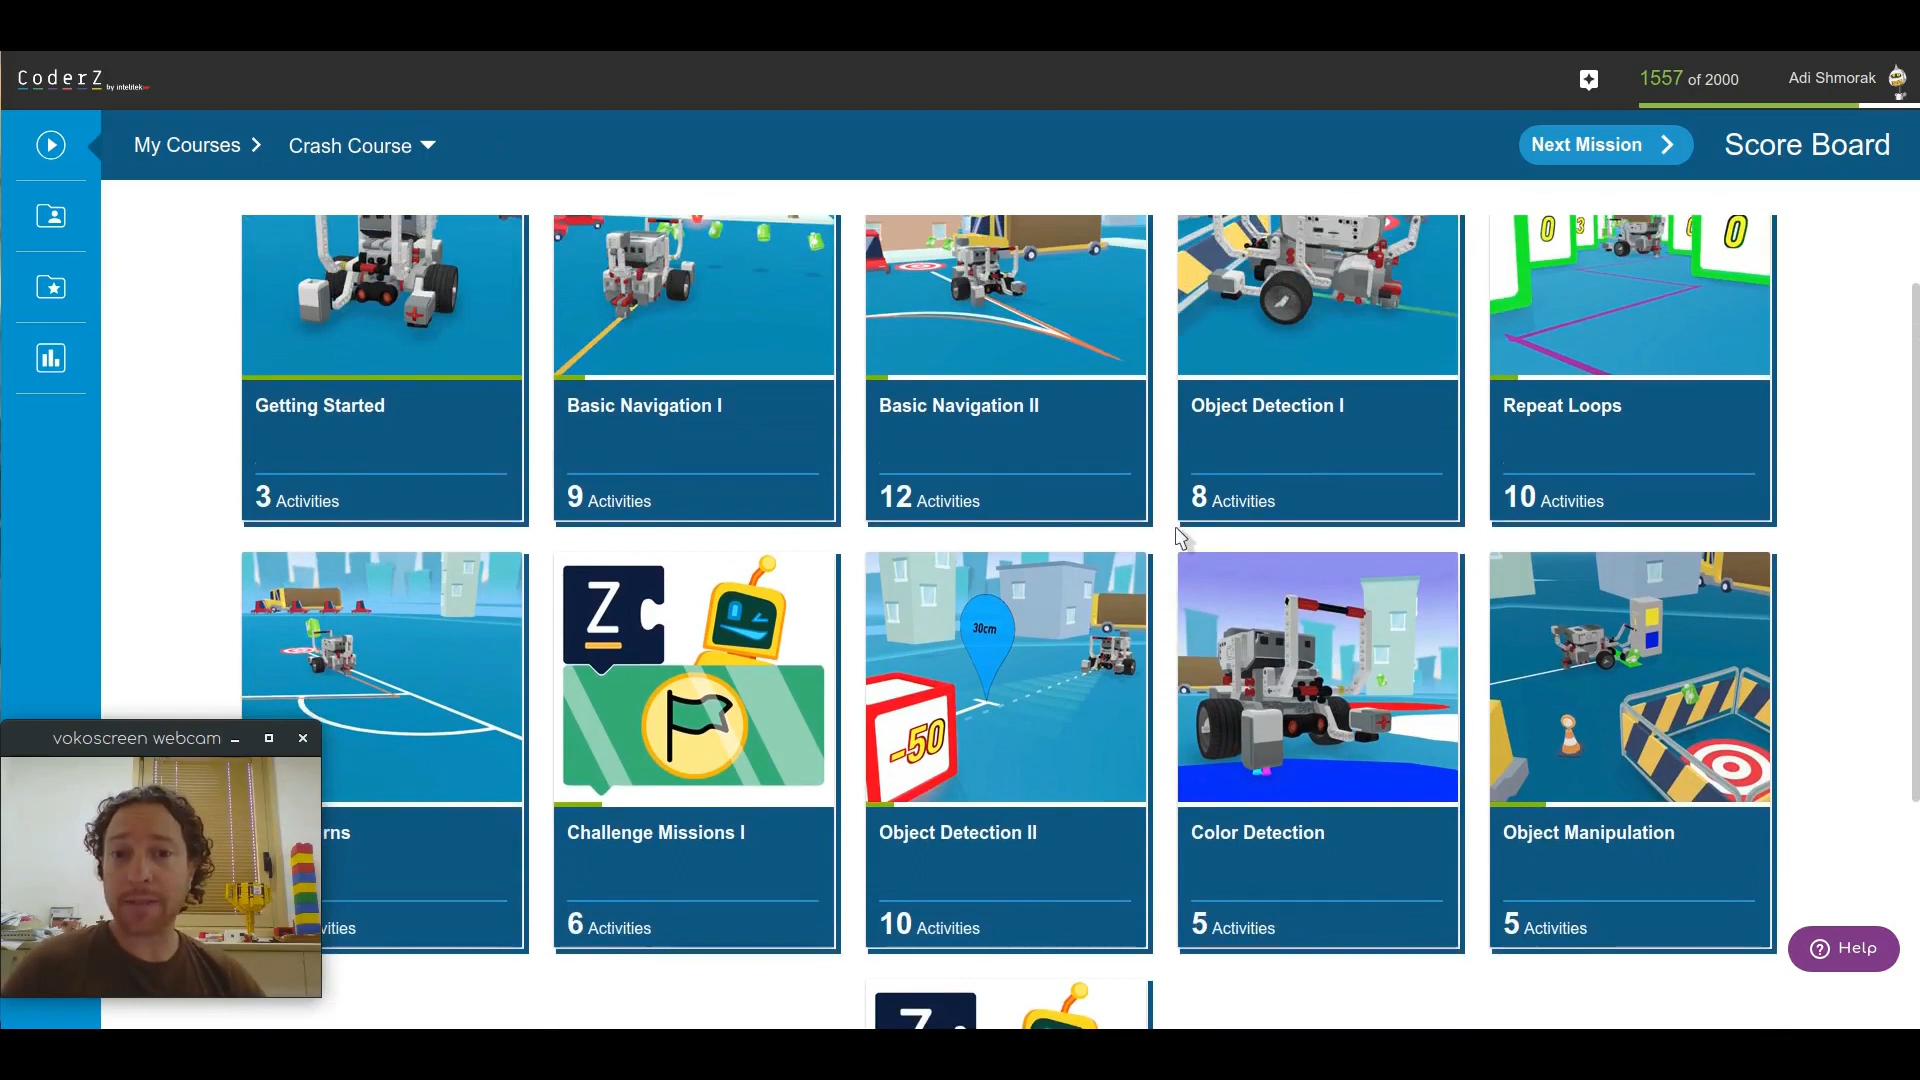 CoderZ by intelitek
1557 of 2000
Adi Shmorak
My Courses
Crash Course
Next Mission
Score Board
0 3 0
Getting Started
Basic Navigation I
Basic Navigation II
Object Detection I
Repeat Loops
3 Activities
9 Activities
12 Activities
8 Activities
10 Activities
Z
30cm
-50
vokoscreen webcam
rns
Challenge Missions I
Object Detection II
Color Detection
Object Manipulation
vities
6 Activities
10 Activities
5 Activities
5 Activities
Help
Z